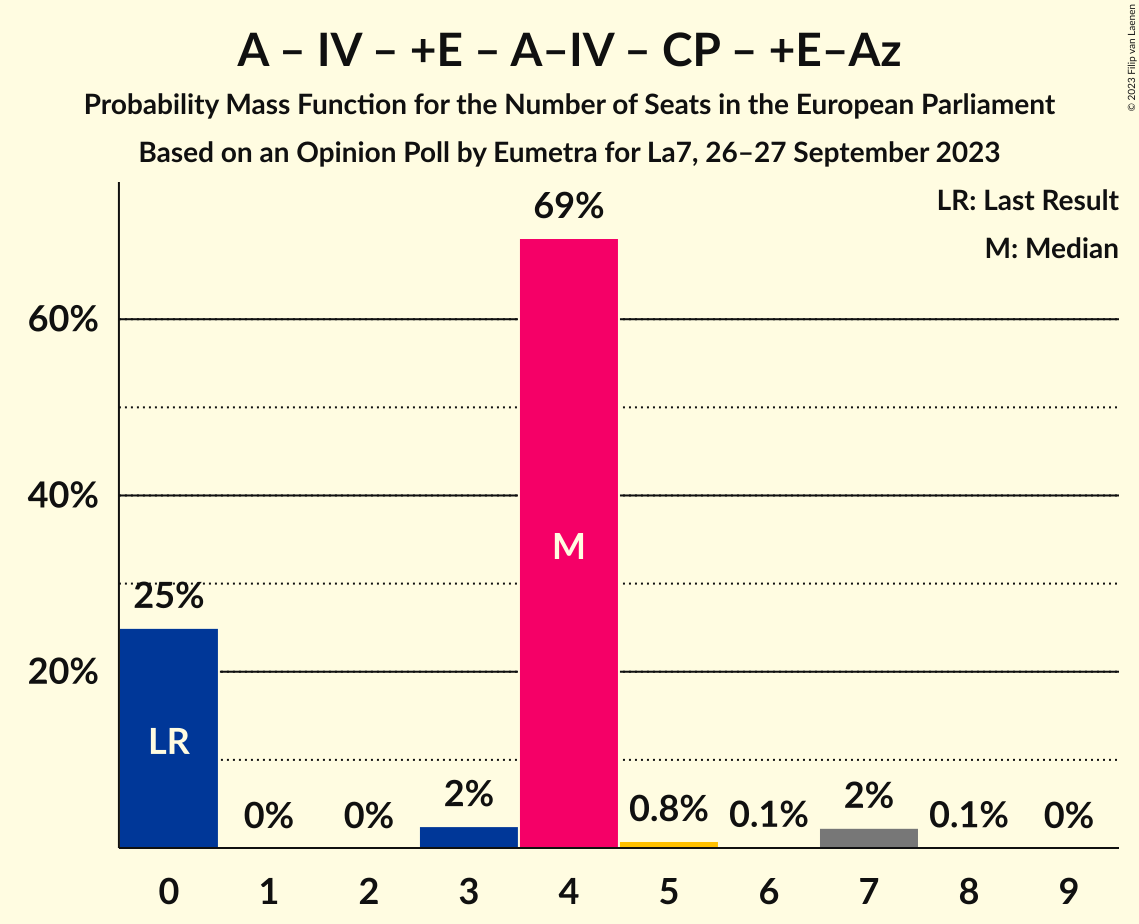 A – IV – +E – A–IV – CP – +E–Az
Probability Mass Function for the Number of Seats in the European Parliament
Based on an Opinion Poll by Eumetra for La7, 26–27 September 2023
© 2023 Filip van Laenen
LR: Last Result
M: Median
69%
60%
40%
M
25%
20%
LR
0%
0%
2%
0.8%
0.1%
2%
0.1%
0%
0 1 2 3 4 5 6 7 8 9